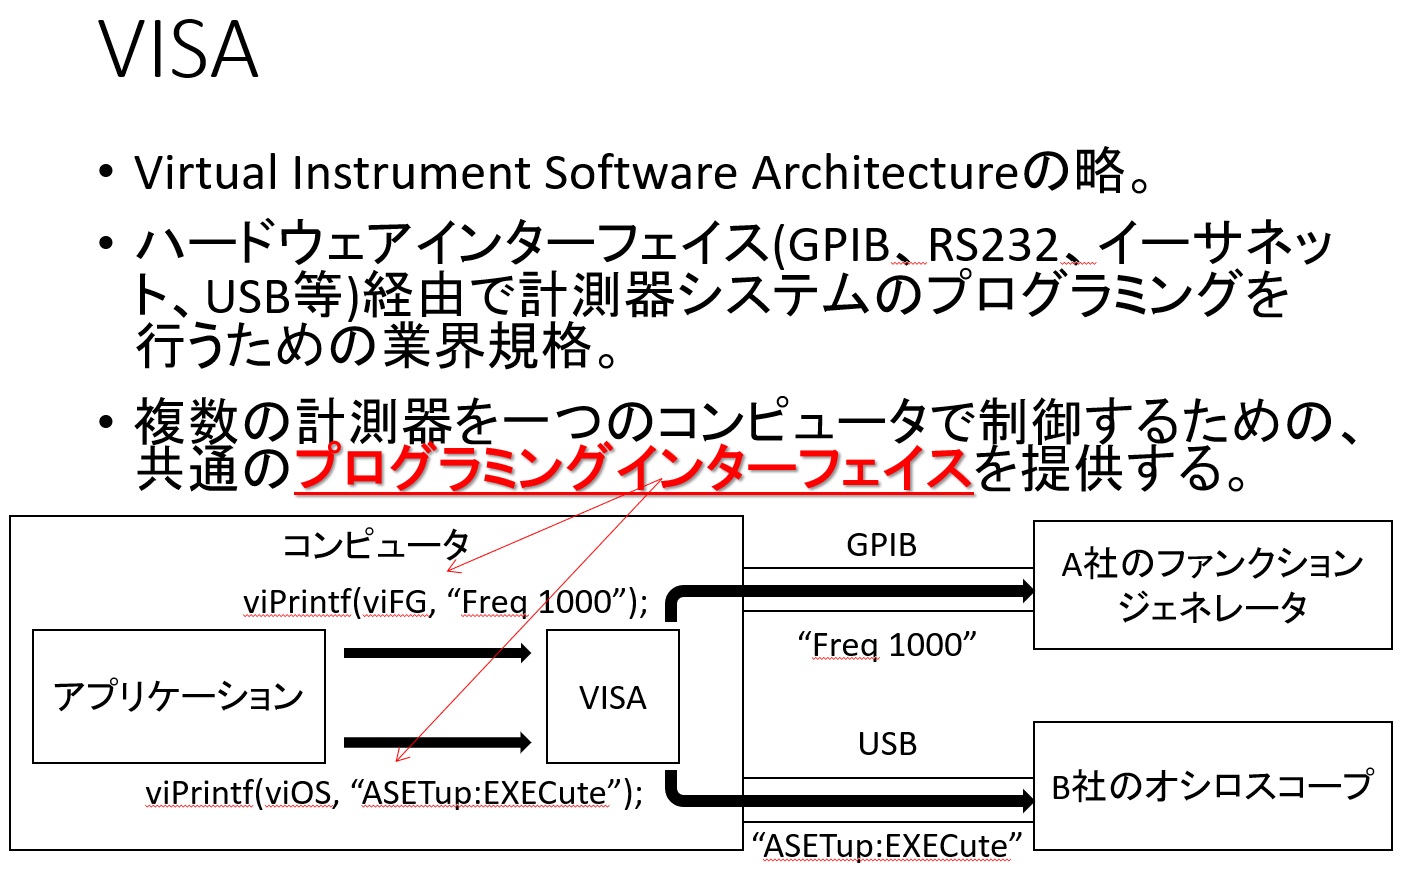 VISA
• Virtual Instrument Software Architectureの略。
• ハードウェアインターフェイス(GPIB、RS232、イーサネッ
ト、USB等)経由で計測器システムのプログラミングを
行うための業界規格。
• 複数の計測器を一つのコンピュータで制御するための、
共通のプログラミングインターフェイスを提供する。
コンピュータ
viPrintf(viFG, “Freq 1000”);
アプリケーション
VISA
viPrintf(viOS, “ASETup:EXECute”);
GPIB
“Freq 1000”
A社のファンクション
ジェネレータ
USB
“ASETup:EXECute”
B社のオシロスコープ